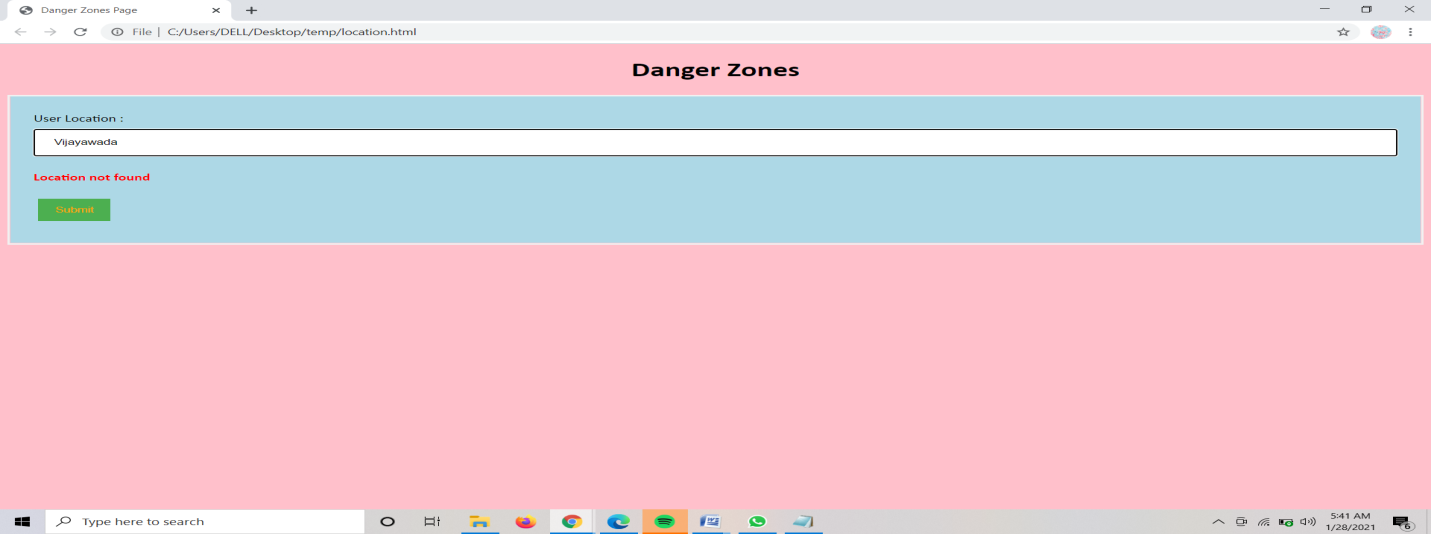 Danger Zones Page
File | C:/Users/DELL/Desktop/temp/location.html
Danger Zones
User Location :
Vijayawada
Location not found
Submit
Type here to search
5:41 AM
1/28/2021
6